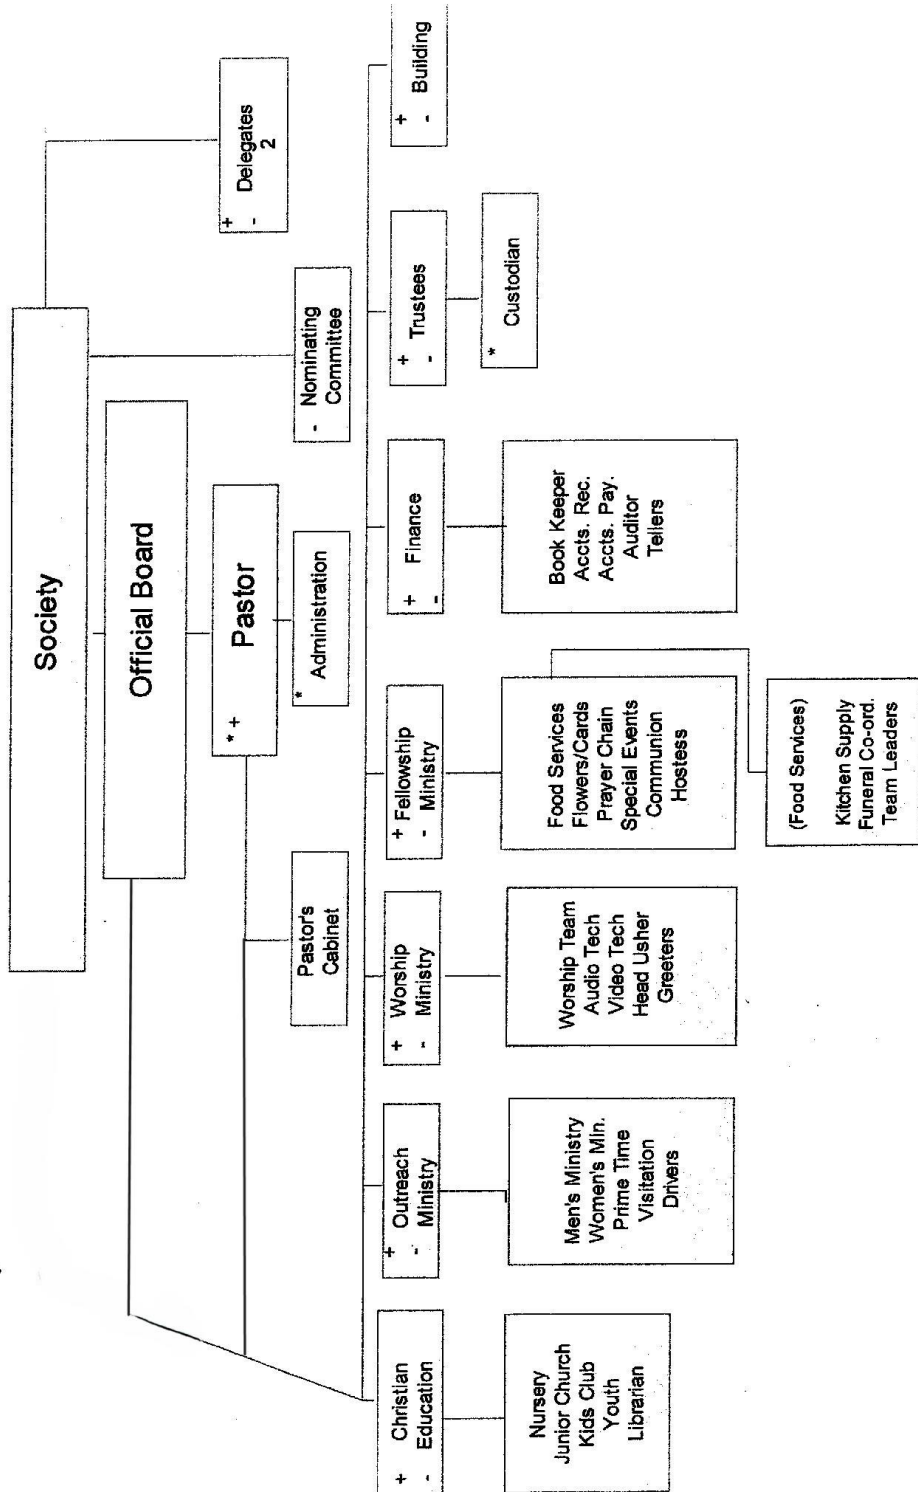 Society
Official Board
+
- Delegates
2
* + Pastor
- Nominating
Committee
* Administration
Pastor's
Cabinet
+ Christian
- Education
+ Outreach
- Ministry
+ Worship
- Ministry
+ Fellowship
- Ministry
+
- Finance
+
- Trustees
+
- Building
Nursery
Junior Church
Kids Club
Youth
Librarian
Men's Ministry
Women's Min.
Prime Time
Visitation
Drivers
Worship Team
Audio Tech
Video Tech
Head Usher
Greeters
Food Services
Flowers/Cards
Prayer Chain
Special Events
Communion
Hostess
Book Keeper
Accts. Rec.
Accts. Pay.
Auditor
Tellers
* Custodian
(Food Services)
Kitchen Supply
Funeral Co-ord.
Team Leaders